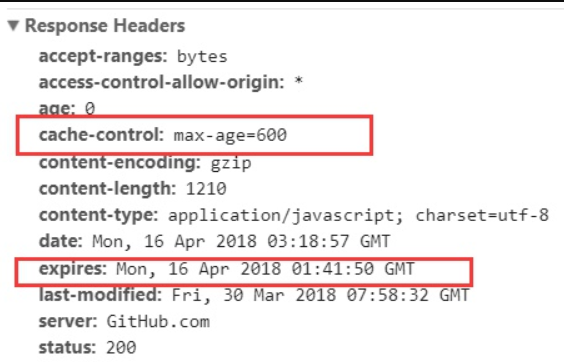 ▼ Response Headers
accept-ranges: bytes
access-control-allow-origin: *
age: 0
cache-control: max-age=600
content-encoding: gzip
content-length: 1210
content-type: application/javascript; charset=utf-8
date: Mon, 16 Apr 2018 03:18:57 GMT
expires: Mon, 16 Apr 2018 01:41:50 GMT
last-modified: Fri, 30 Mar 2018 07:58:32 GMT
server: GitHub.com
status: 200